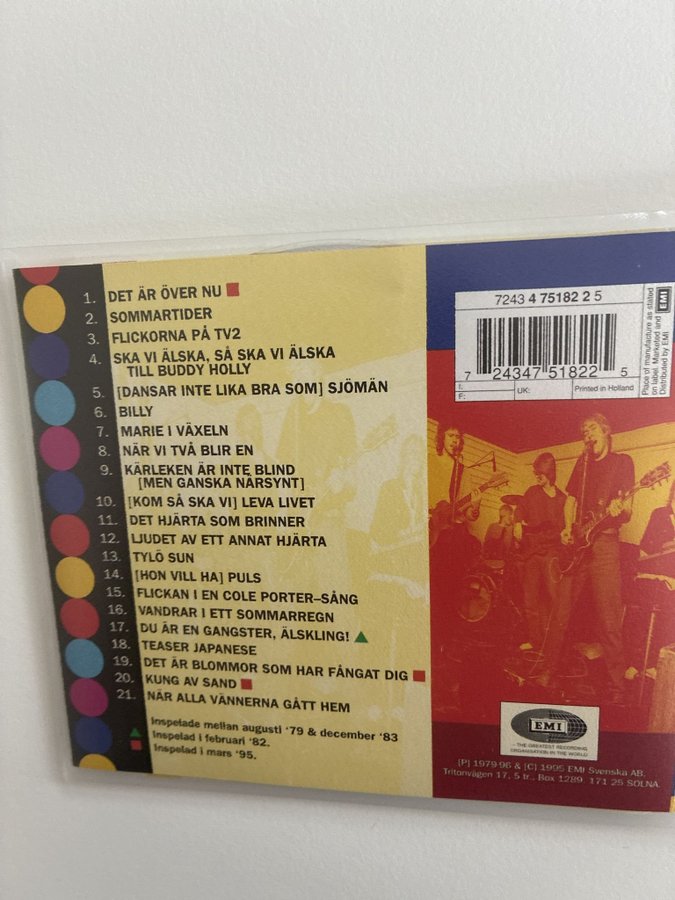 1. DET ÄR ÖVER NU
2. SOMMARTIDER
3. FLICKORNA PÅ TV2
4. SKA VI ÄLSKA, SÅ SKA VI ÄLSKA
TILL BUDDY HOLLY
5. [DANSAR INTE LIKA BRA SOM] SJÖMÄN
6. BILLY
7. MARIE I VÄXELN
8. NÄR VI TVÅ BLIR EN
9. KÄRLEKEN ÄR INTE BLIND
[MEN GANSKA NÄRSYNT]
10. [KOM SÅ SKA VI] LEVA LIVET
11. DET HJÄRTA SOM BRINNER
12. LJUDET AV ETT ANNAT HJÄRTA
13. TYLÖ SUN
14. [HON VILL HA] PULS
15. FLICKAN I EN COLE PORTER–SÅNG
16. VANDRAR I ETT SOMMARREGN
17. DU ÄR EN GANGSTER, ÄLSKLING!
18. TEASER JAPANESE
19. DET ÄR BLOMMOR SOM HAR FÅNGAT DIG
20. KUNG AV SAND
21. NÄR ALLA VÄNNERNA GÅTT HEM
Inspelade mellan augusti '79 & december '83
Inspelad i februari '82.
Inspelad i mars '95.
7243 4 75182 2 5
7 24347 51822 5
I:
F:
UK:
Printed in Holland
Place of manufacture as stated
on label. Marketed and
Distributed by EMI
EMI
EMI
– THE GREATEST RECORDING
ORGANISATION IN THE WORLD
[P] 1979-96 & [C] 1995 EMI Svenska AB.
Tritonvägen 17, 5 tr., Box 1289, 171 25 SOLNA.